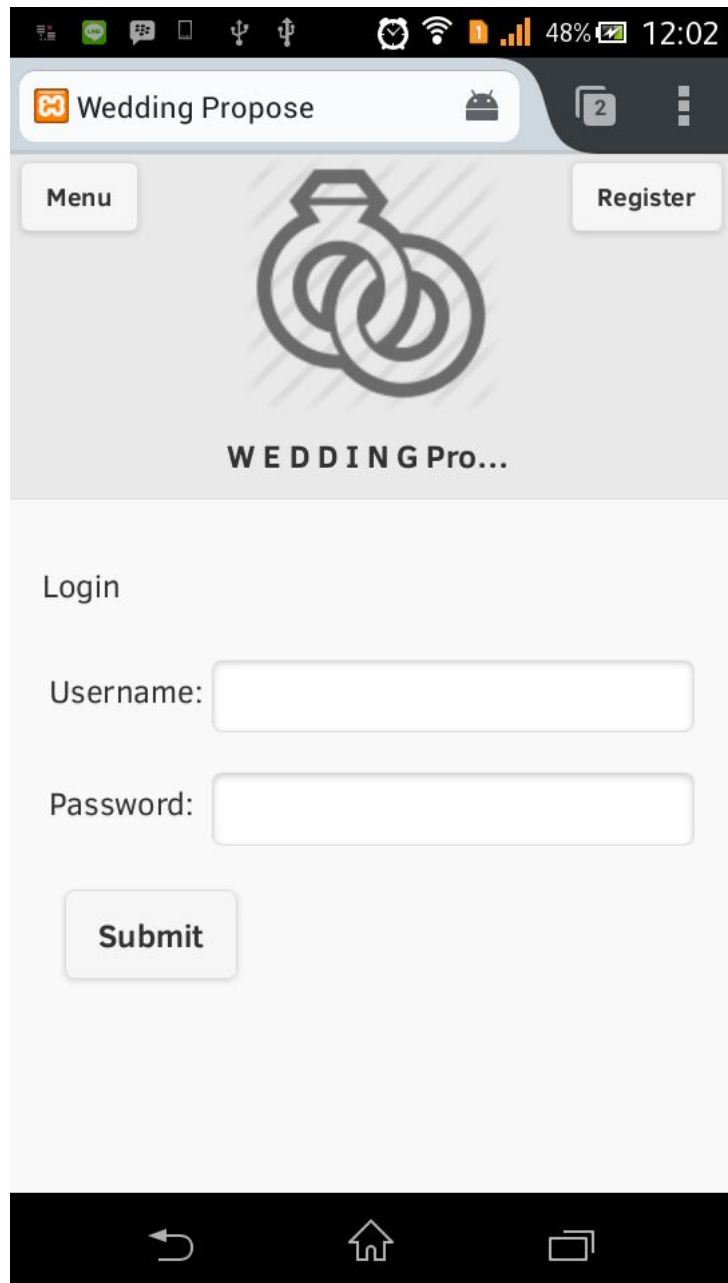 48% 12:02
Wedding Propose 2
Menu Register
W E D D I N G Pro...
Login
Username:
Password:
Submit